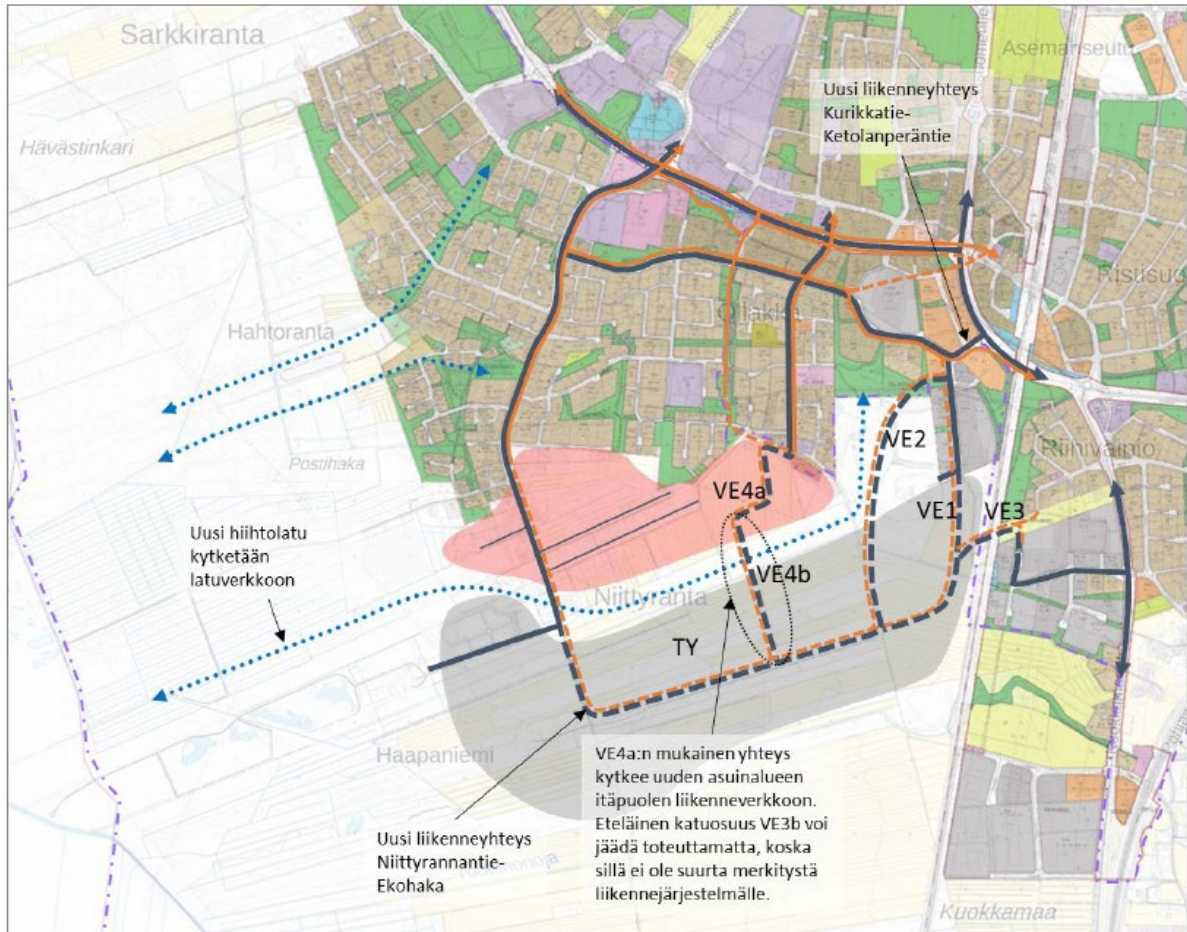 Sarkkiranta
Asemanseutu
Uusi liikenneyhteys
Kurikkatie-
Ketolanperäntie
Hävästinkari
Ristisuo
Hahtoranta
Ollakka
Postihaka
Riinivainio
VE2
VE4a
VE1
VE3
Uusi hiihtolatu
kytketään
latuverkkoon
VE4b
Niittyranta
TY
Haapaniemi
VE4a:n mukainen yhteys
kytkee uuden asuinalueen
itäpuolen liikenneverkkoon.
Eteläinen katuosuus VE3b voi
jäädä toteuttamatta, koska
sillä ei ole suurta merkitystä
liikennejärjestelmälle.
Uusi liikenneyhteys
Niittyrannantie-
Ekohaka
Kuokkamaa